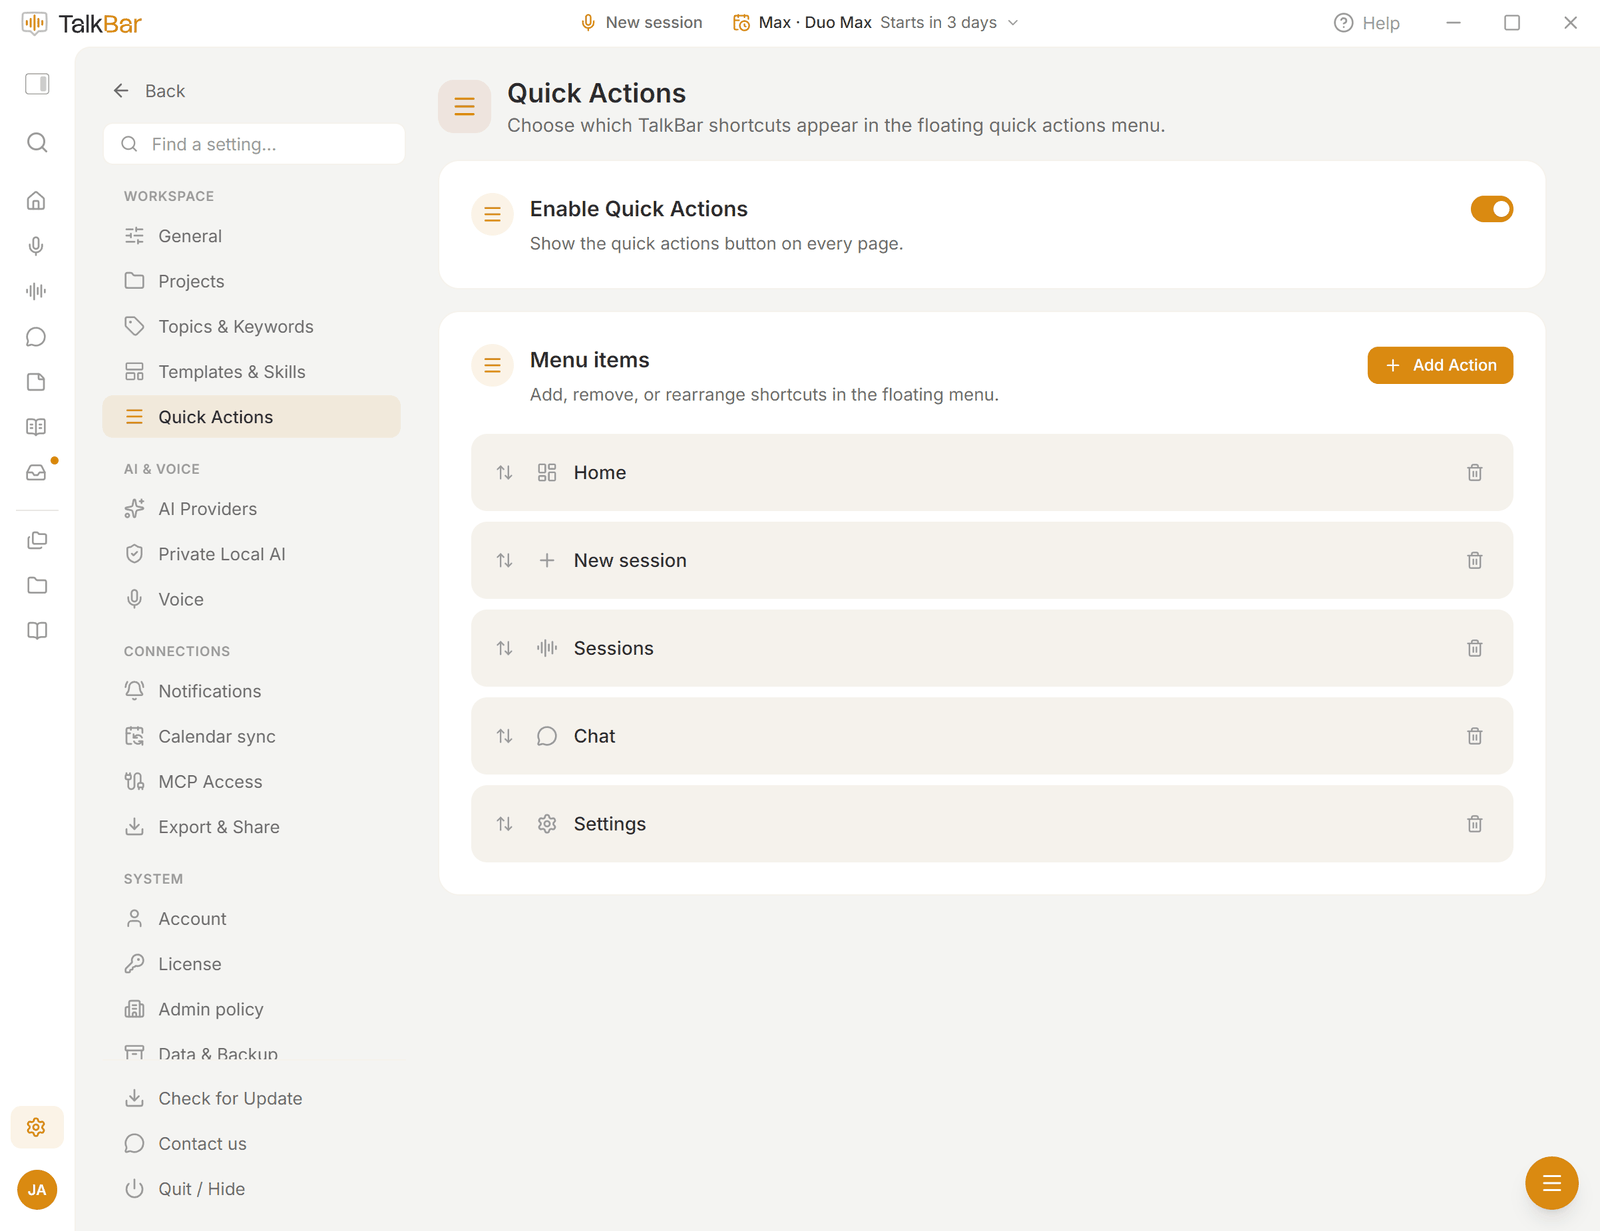 TalkBar
New session
Max · Duo Max Starts in 3 days
Help
Back
Find a setting...
WORKSPACE
General
Projects
Topics & Keywords
Templates & Skills
Quick Actions
AI & VOICE
AI Providers
Private Local AI
Voice
CONNECTIONS
Notifications
Calendar sync
MCP Access
Export & Share
SYSTEM
Account
License
Admin policy
Data & Backup
Check for Update
Contact us
Quit / Hide
JA
Quick Actions
Choose which TalkBar shortcuts appear in the floating quick actions menu.
Enable Quick Actions
Show the quick actions button on every page.
Menu items
Add, remove, or rearrange shortcuts in the floating menu.
Add Action
Home
New session
Sessions
Chat
Settings